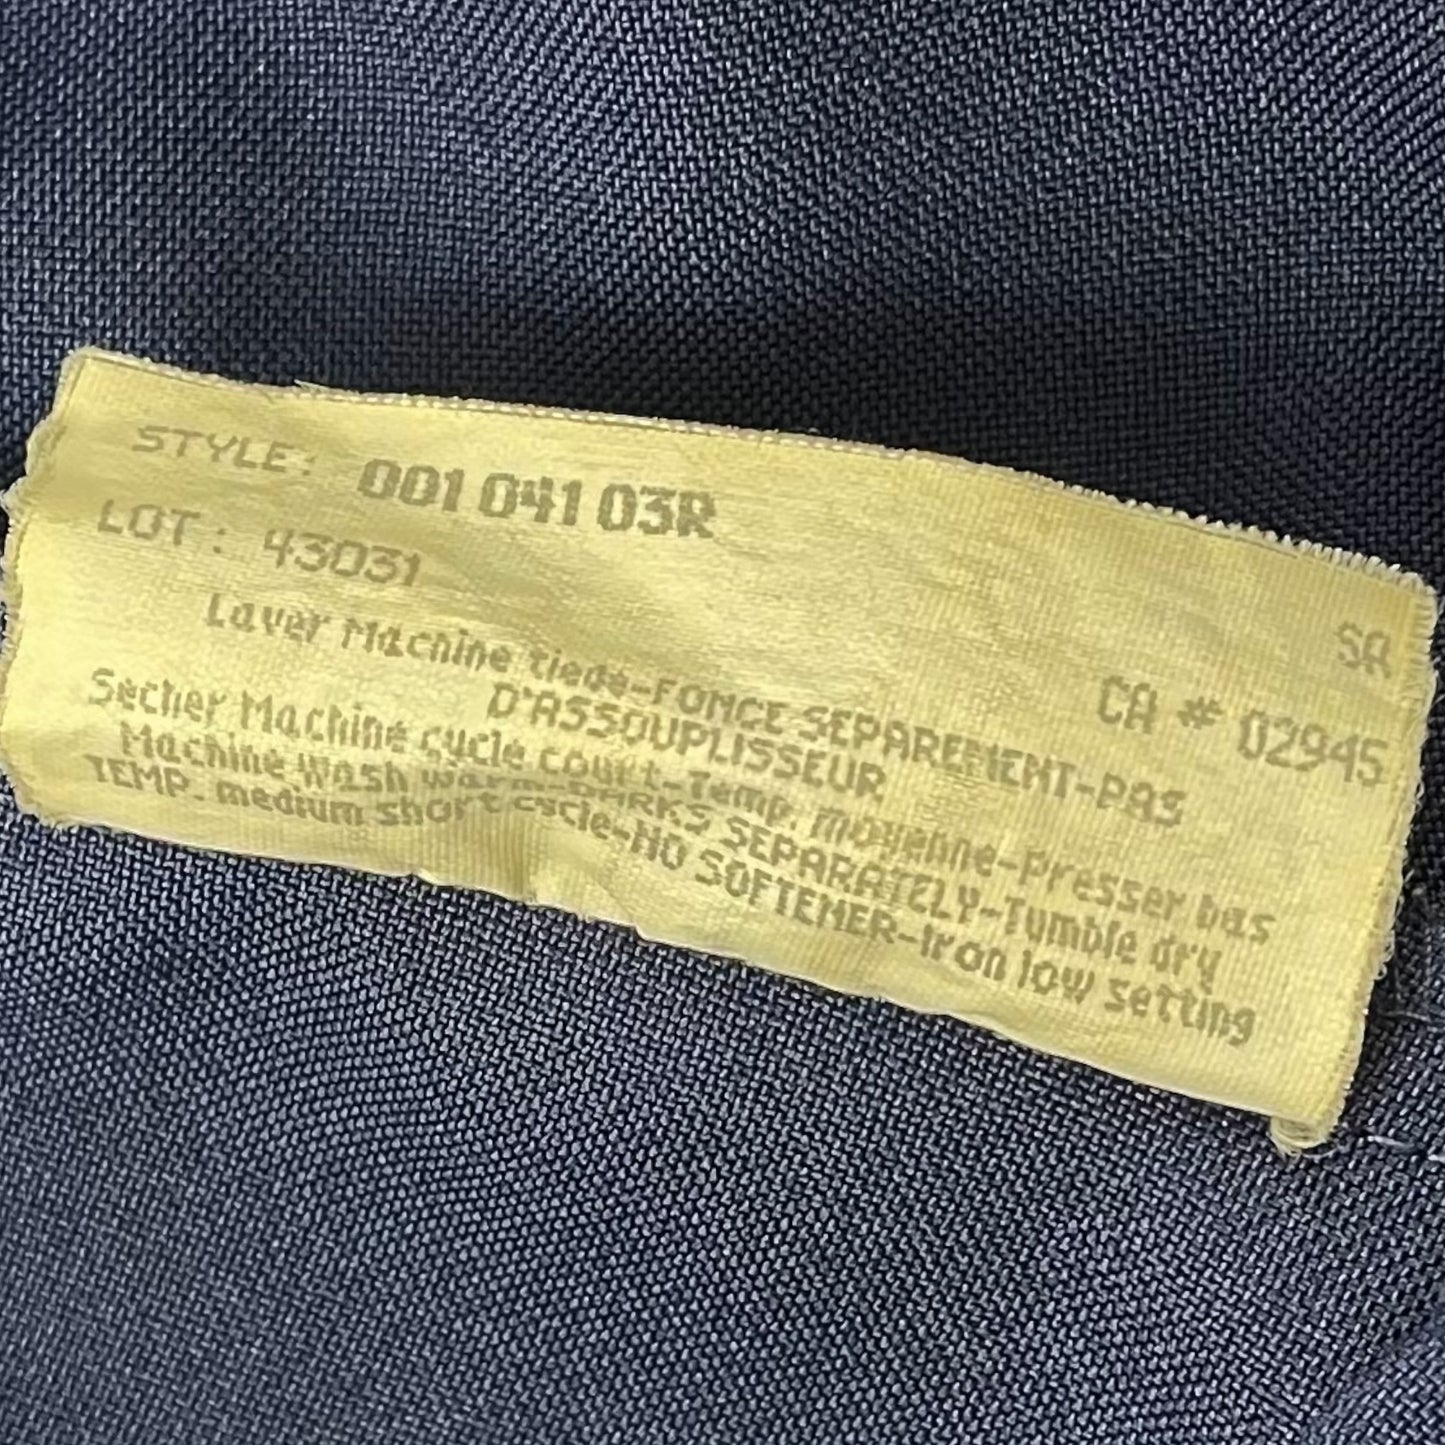 STYLE: 001 041 03R
LOT: 43031
SA
CA # 02945
Laver Machine tiede-FONCE SEPAREMENT-PAS
D'ASSOUPLISSEUR
Secher Machine cycle court-Temp. moyenne-Presser bas
Machine Wash warm-DARKS SEPARATELY-Tumble dry
TEMP. medium short cycle-NO SOFTENER-Iron low setting